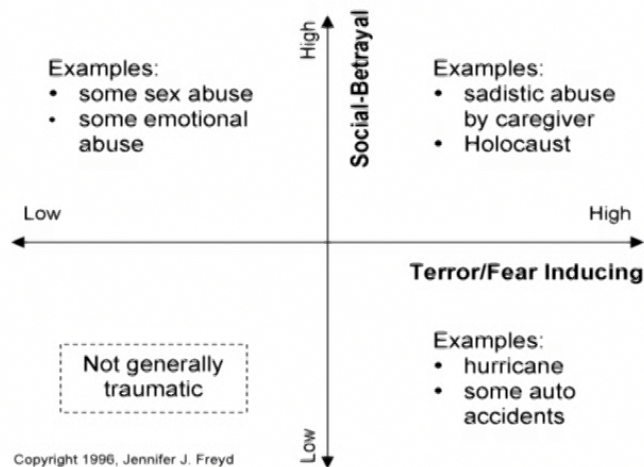 High
Social-Betrayal
Examples:
• some sex abuse
• some emotional
abuse
Examples:
• sadistic abuse
by caregiver
• Holocaust
Low
High
Terror/Fear Inducing
Not generally
traumatic
Examples:
• hurricane
• some auto
accidents
Low
Copyright 1996, Jennifer J. Freyd